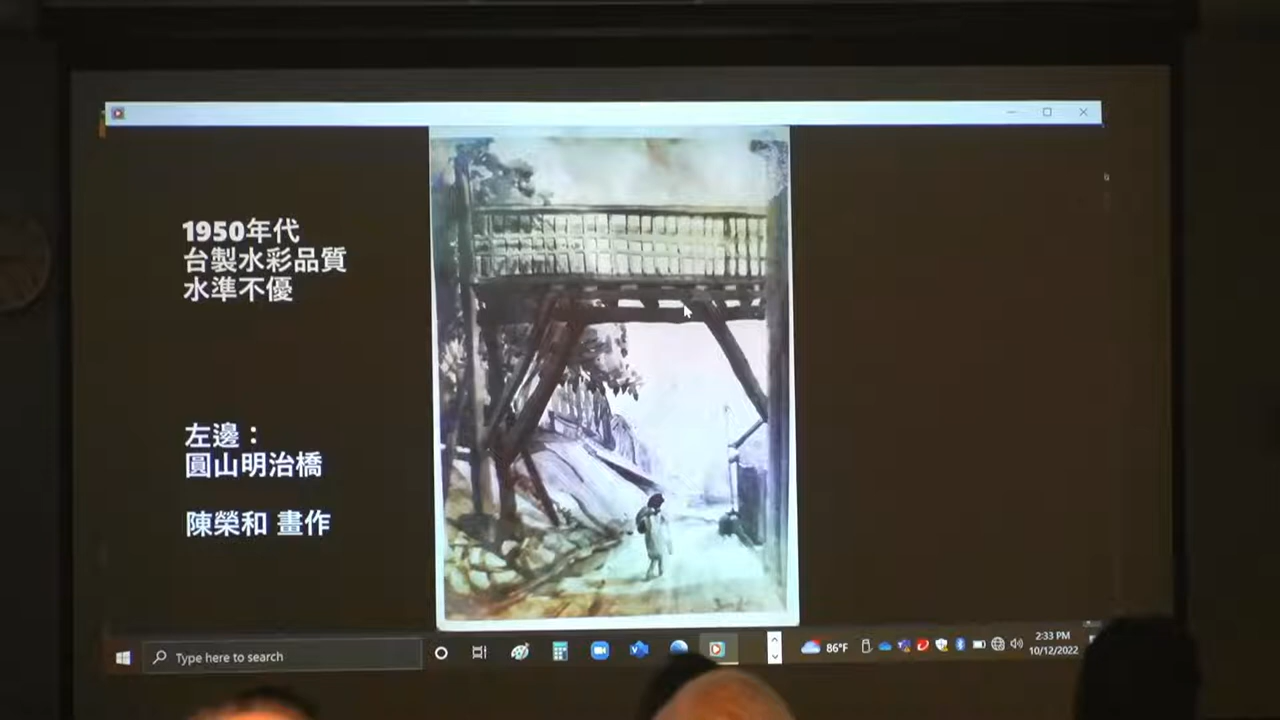 1950年代
台製水彩品質
水準不優
左邊：
圓山明治橋
陳榮和 畫作
Type here to search
86°F
2:33 PM
10/12/2022